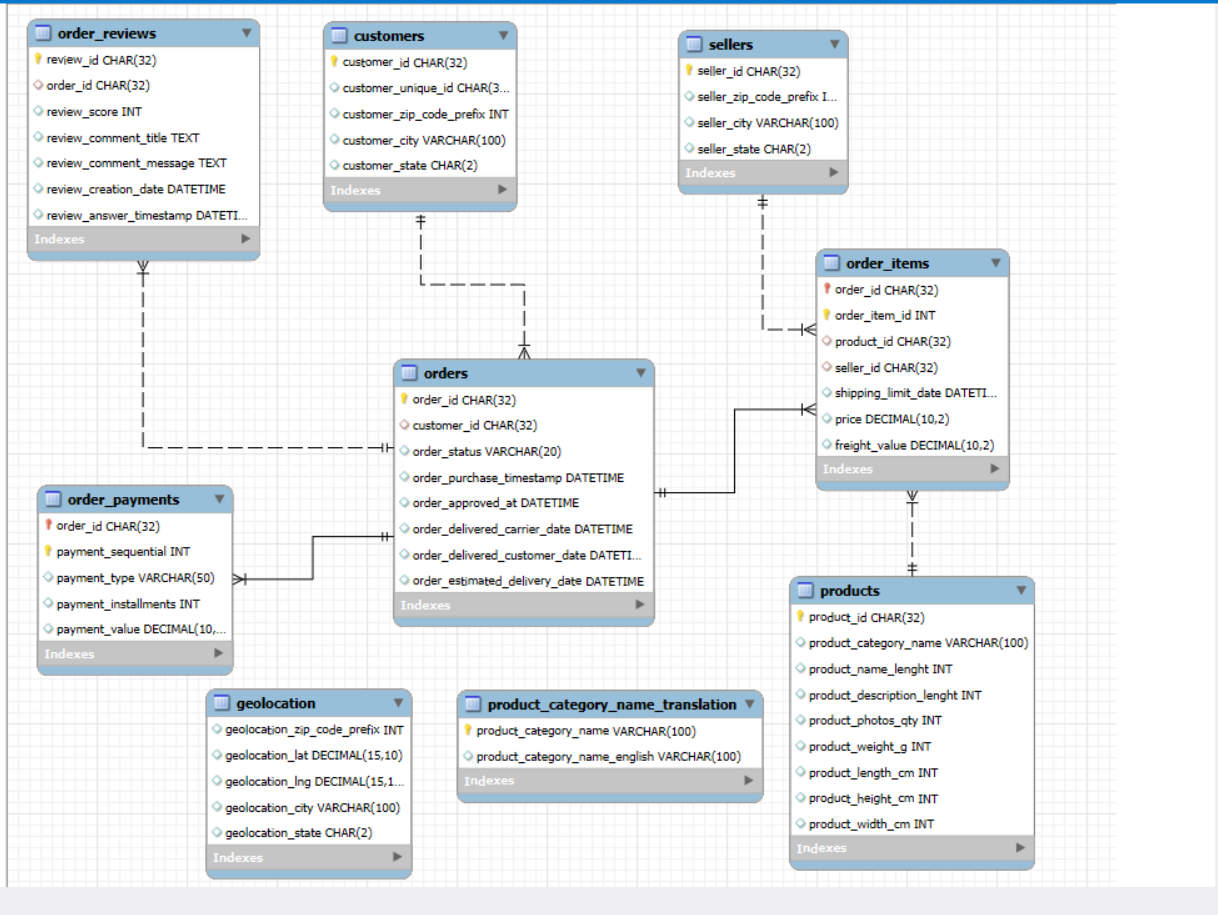 order_reviews
review_id CHAR(32)
order_id CHAR(32)
review_score INT
review_comment_title TEXT
review_comment_message TEXT
review_creation_date DATETIME
review_answer_timestamp DATETI...
Indexes
customers
customer_id CHAR(32)
customer_unique_id CHAR(3...
customer_zip_code_prefix INT
customer_city VARCHAR(100)
customer_state CHAR(2)
Indexes
sellers
seller_id CHAR(32)
seller_zip_code_prefix I...
seller_city VARCHAR(100)
seller_state CHAR(2)
Indexes
order_items
order_id CHAR(32)
order_item_id INT
product_id CHAR(32)
seller_id CHAR(32)
shipping_limit_date DATETI...
price DECIMAL(10,2)
freight_value DECIMAL(10,2)
Indexes
orders
order_id CHAR(32)
customer_id CHAR(32)
order_status VARCHAR(20)
order_purchase_timestamp DATETIME
order_approved_at DATETIME
order_delivered_carrier_date DATETIME
order_delivered_customer_date DATETI...
order_estimated_delivery_date DATETIME
Indexes
order_payments
order_id CHAR(32)
payment_sequential INT
payment_type VARCHAR(50)
payment_installments INT
payment_value DECIMAL(10,...
Indexes
products
product_id CHAR(32)
product_category_name VARCHAR(100)
product_name_lenght INT
product_description_lenght INT
product_photos_qty INT
product_weight_g INT
product_length_cm INT
product_height_cm INT
product_width_cm INT
Indexes
geolocation
geolocation_zip_code_prefix INT
geolocation_lat DECIMAL(15,10)
geolocation_lng DECIMAL(15,1...
geolocation_city VARCHAR(100)
geolocation_state CHAR(2)
Indexes
product_category_name_translation
product_category_name VARCHAR(100)
product_category_name_english VARCHAR(100)
Indexes